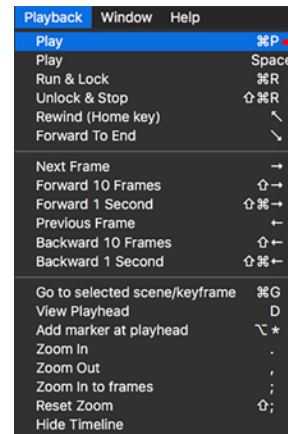 Playback Window Help
Play ⌘P
Play Space
Run & Lock ⌘R
Unlock & Stop ⇧⌘R
Rewind (Home key) ↖
Forward To End ↘
Next Frame →
Forward 10 Frames ⇧→
Forward 1 Second ⇧⌘→
Previous Frame ←
Backward 10 Frames ⇧←
Backward 1 Second ⇧⌘←
Go to selected scene/keyframe ⌘G
View Playhead D
Add marker at playhead ⌥*
Zoom In .
Zoom Out ,
Zoom In to frames ;
Reset Zoom ⇧;
Hide Timeline